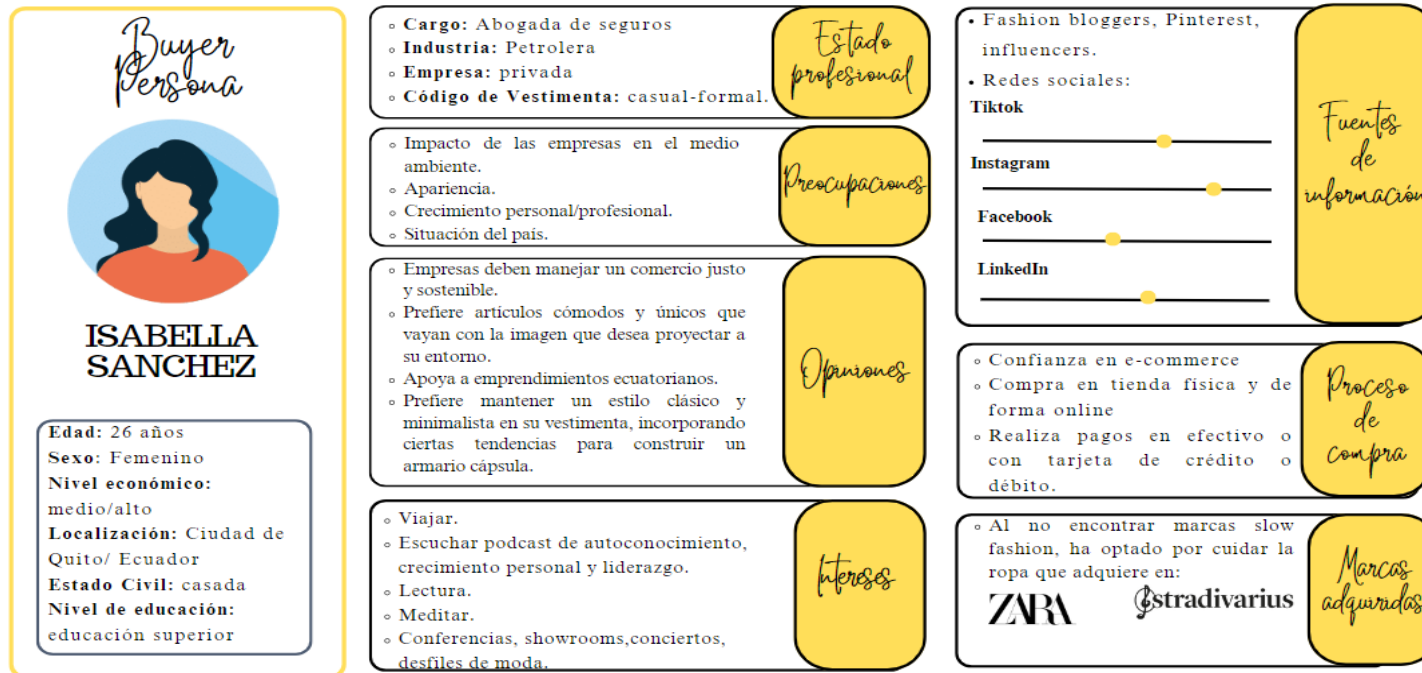 Buyer
Persona
ISABELLA
SANCHEZ
Edad: 26 años
Sexo: Femenino
Nivel económico:
medio/alto
Localización: Ciudad de
Quito/ Ecuador
Estado Civil: casada
Nivel de educación:
educación superior
Cargo: Abogada de seguros
Industria: Petrolera
Empresa: privada
Código de Vestimenta: casual-formal.
Estado
profesional
Impacto de las empresas en el medio
ambiente.
Apariencia.
Crecimiento personal/profesional.
Situación del país.
Preocupaciones
Empresas deben manejar un comercio justo
y sostenible.
Prefiere artículos cómodos y únicos que
vayan con la imagen que desea proyectar a
su entorno.
Apoya a emprendimientos ecuatorianos.
Prefiere mantener un estilo clásico y
minimalista en su vestimenta, incorporando
ciertas tendencias para construir un
armario cápsula.
Opiniones
Viajar.
Escuchar podcast de autoconocimiento,
crecimiento personal y liderazgo.
Lectura.
Meditar.
Conferencias, showrooms,conciertos,
desfiles de moda.
Intereses
Fashion bloggers, Pinterest,
influencers.
Redes sociales:
Tiktok
Instagram
Facebook
LinkedIn
Fuentes
de
información
Confianza en e-commerce
Compra en tienda física y de
forma online
Realiza pagos en efectivo o
con tarjeta de crédito o
débito.
Proceso
de
compra
Al no encontrar marcas slow
fashion, ha optado por cuidar la
ropa que adquiere en:
ZARA
stradivarius
Marcas
adquiridas